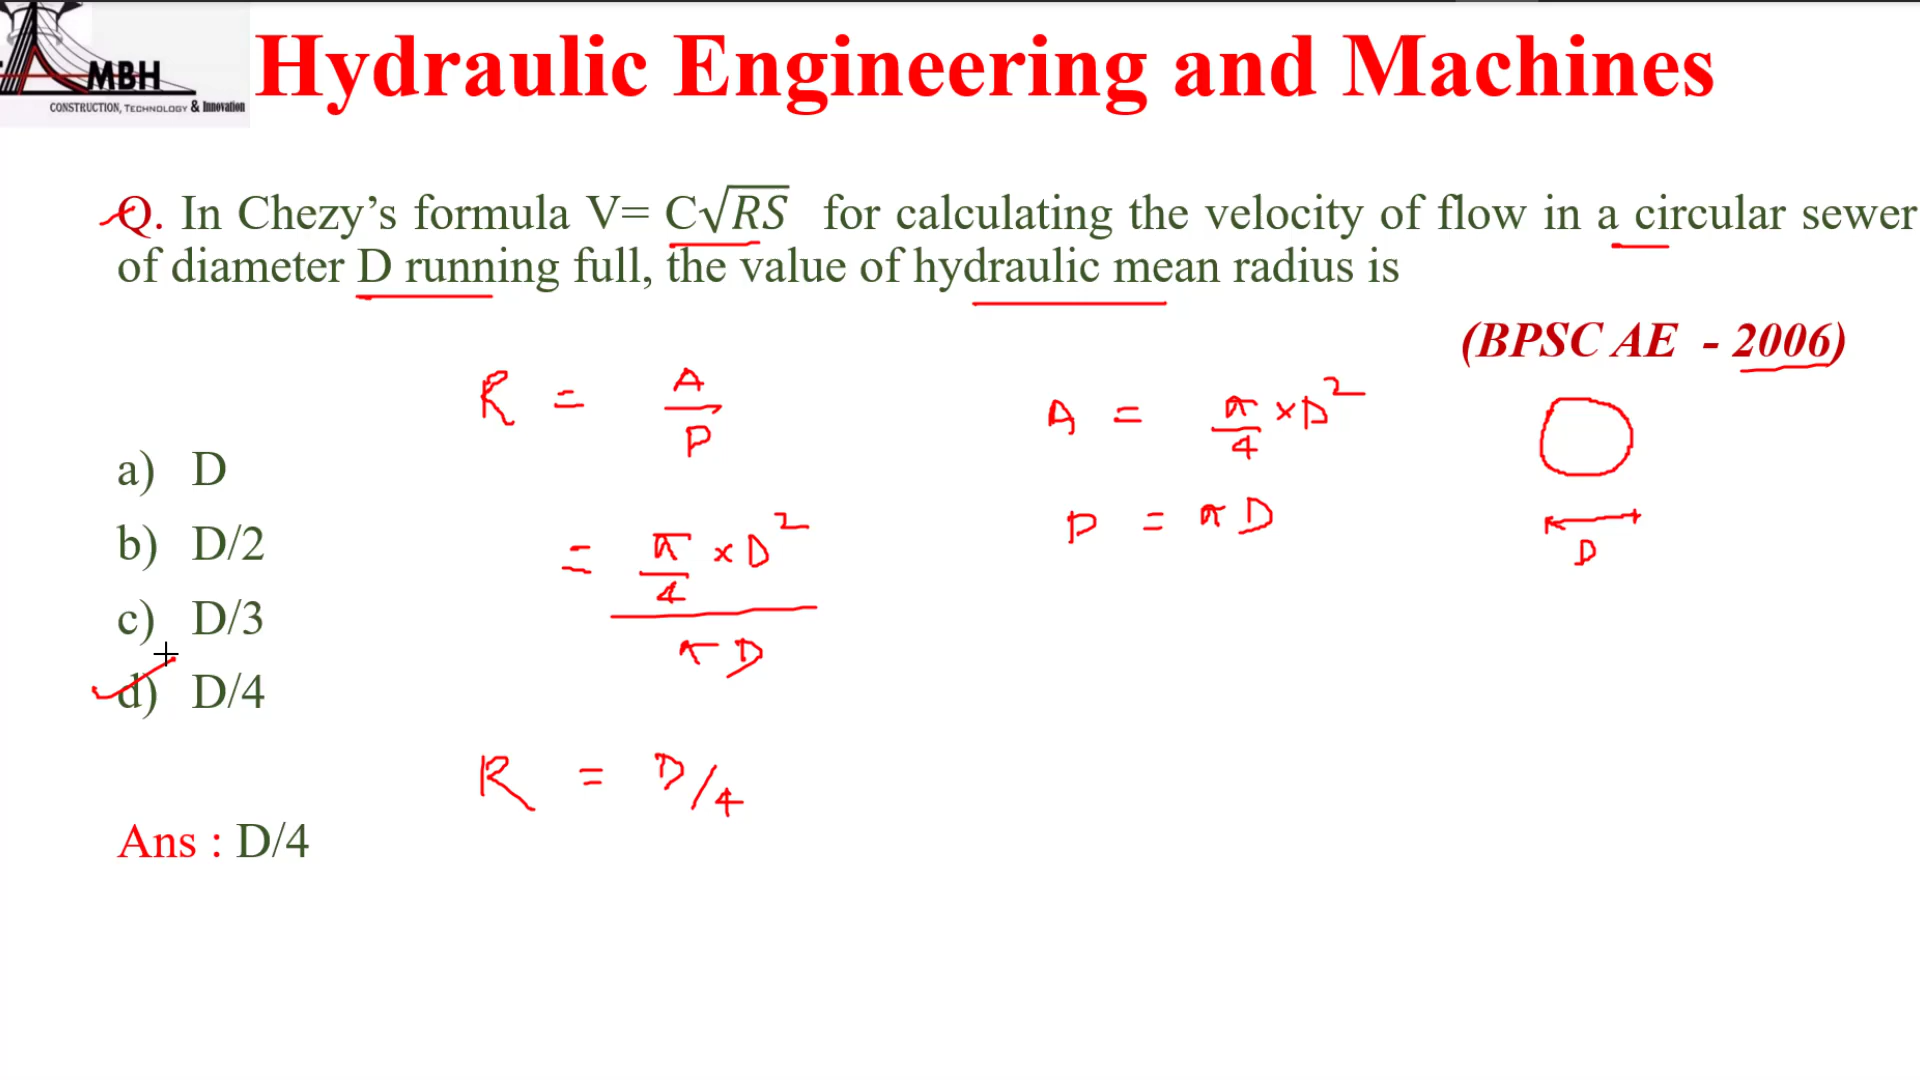 MBH
CONSTRUCTION, TECHNOLOGY & Innovation
Hydraulic Engineering and Machines
Q. In Chezy’s formula V= C√RS for calculating the velocity of flow in a circular sewer
of diameter D running full, the value of hydraulic mean radius is
(BPSC AE - 2006)
R = A/P
A = π/4 × D²
a) D
P = πD
D
b) D/2
= π/4 × D²
πD
c) D/3
d) D/4
R = D/4
Ans : D/4